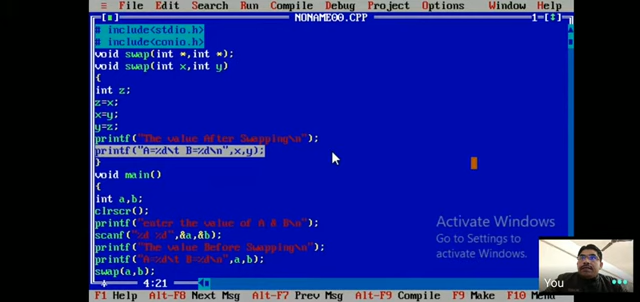 File Edit Search Run Compile Debug Project Options Window Help
NONAME00.CPP 1=[↕]
# include<stdio.h>
# include<conio.h>
void swap(int *,int *);
void swap(int x,int y)
{
int z;
z=x;
x=y;
y=z;
printf("The value After Swapping\n");
printf("A=%d\t B=%d\n",x,y);
}
void main()
{
int a,b;
clrscr();
printf("enter the value of A & B\n");
scanf("%d %d",&a,&b);
printf("The value Before Swapping\n");
printf("A=%d\t B=%d\n",a,b);
swap(a,b);
4:21
F1 Help Alt-F8 Next Msg Alt-F7 Prev Msg Alt-F9 Compile F9 Make F10 Menu
Activate Windows
Go to Settings to
activate Windows.
You